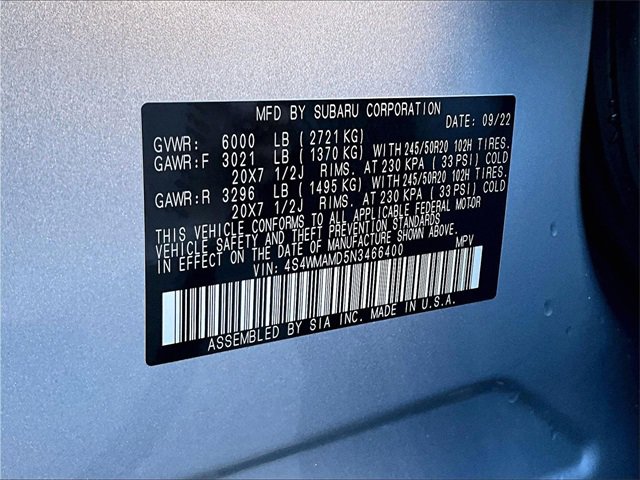 MFD BY SUBARU CORPORATION
DATE: 09/22
GVWR: 6000 LB (2721 KG)
GAWR:F 3021 LB (1370 KG) WITH 245/50R20 102H TIRES.
20X7 1/2J RIMS. AT 230 KPA (33 PSI) COLD
GAWR:R 3296 LB (1495 KG) WITH 245/50R20 102H TIRES.
20X7 1/2J RIMS. AT 230 KPA (33 PSI) COLD
THIS VEHICLE CONFORMS TO ALL APPLICABLE FEDERAL MOTOR
VEHICLE SAFETY AND THEFT PREVENTION STANDARDS
IN EFFECT ON THE DATE OF MANUFACTURE SHOWN ABOVE.
VIN: 4S4WMAMD5N3466400 MPV
ASSEMBLED BY SIA INC. MADE IN U.S.A.